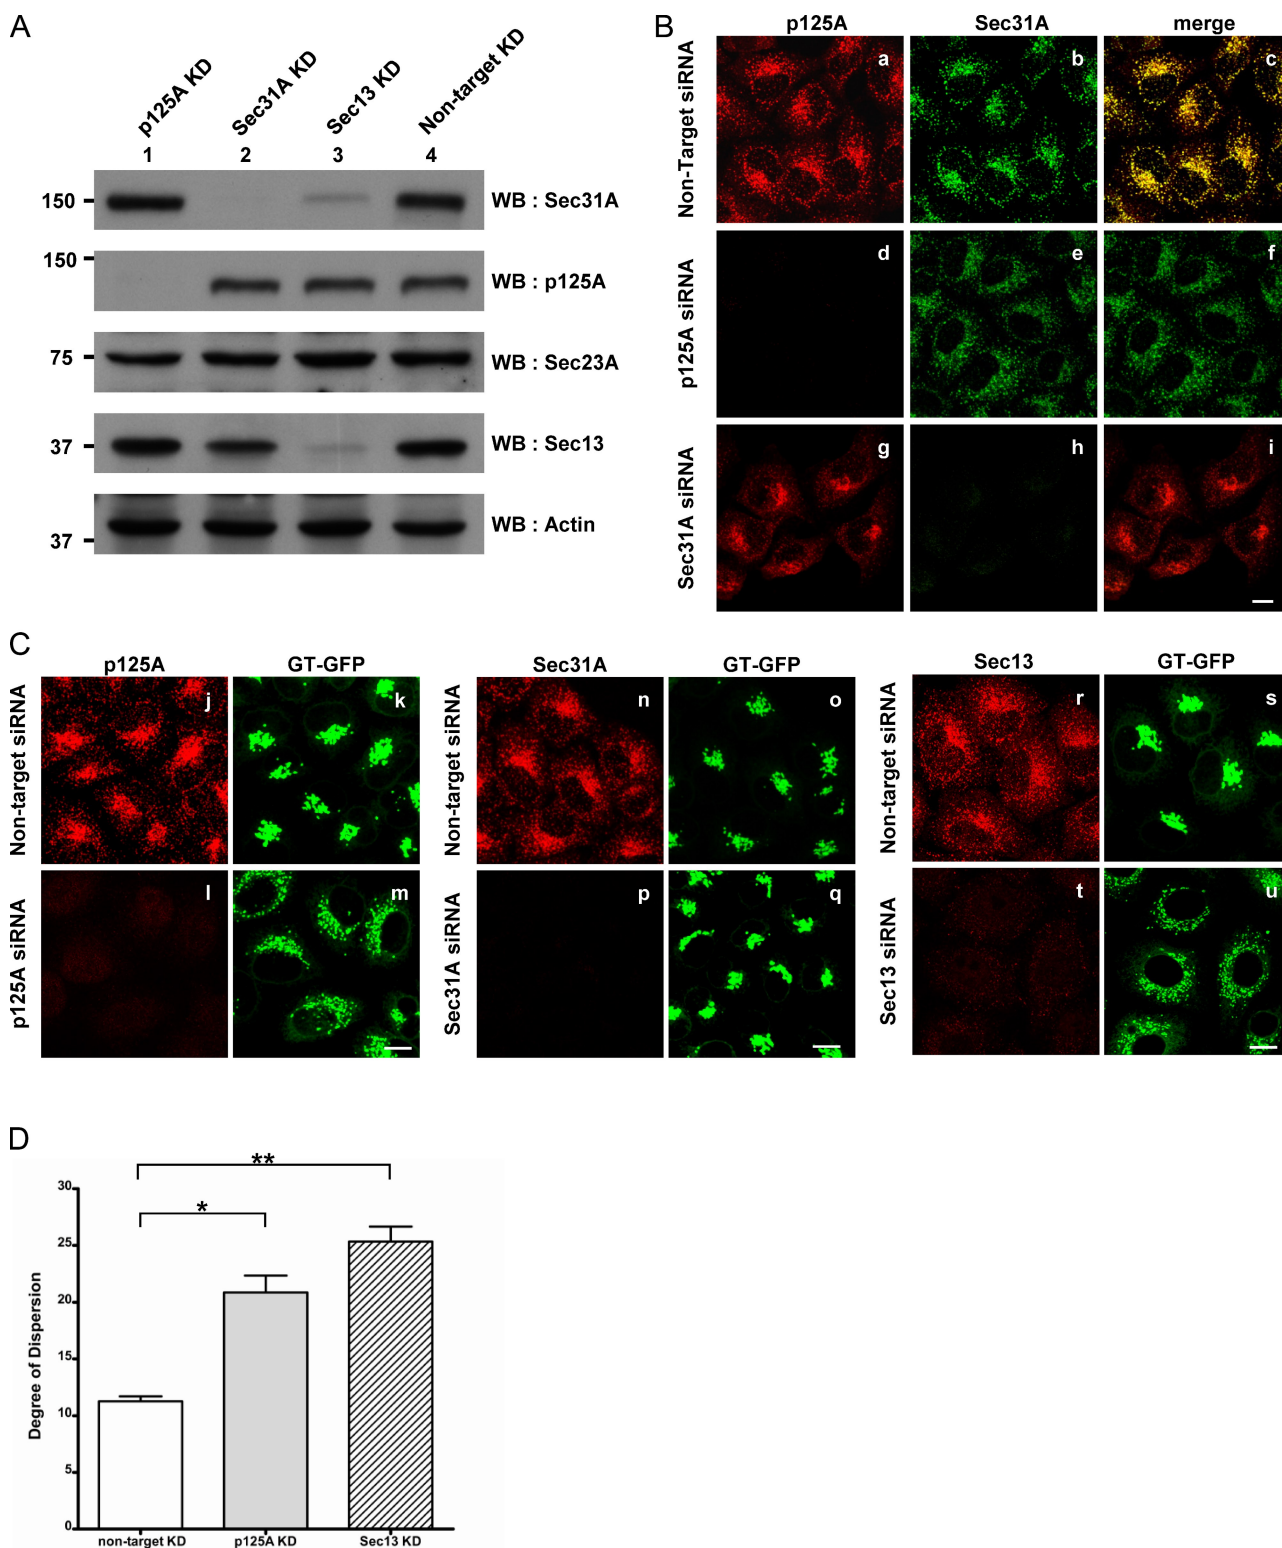 A
p125A KD
Sec31A KD
Sec13 KD
Non-target KD
1 2 3 4
150
WB : Sec31A
150
WB : p125A
75
WB : Sec23A
37
WB : Sec13
37
WB : Actin
B
p125A Sec31A merge
Non-Target siRNA
a b c
p125A siRNA
d e f
Sec31A siRNA
g h i
C
p125A GT-GFP
Non-target siRNA
j k
p125A siRNA
l m
Sec31A GT-GFP
Non-target siRNA
n o
Sec31A siRNA
p q
Sec13 GT-GFP
Non-target siRNA
r s
Sec13 siRNA
t u
D
**
*
Degree of Dispersion
30
25
20
15
10
5
0
non-target KD p125A KD Sec13 KD